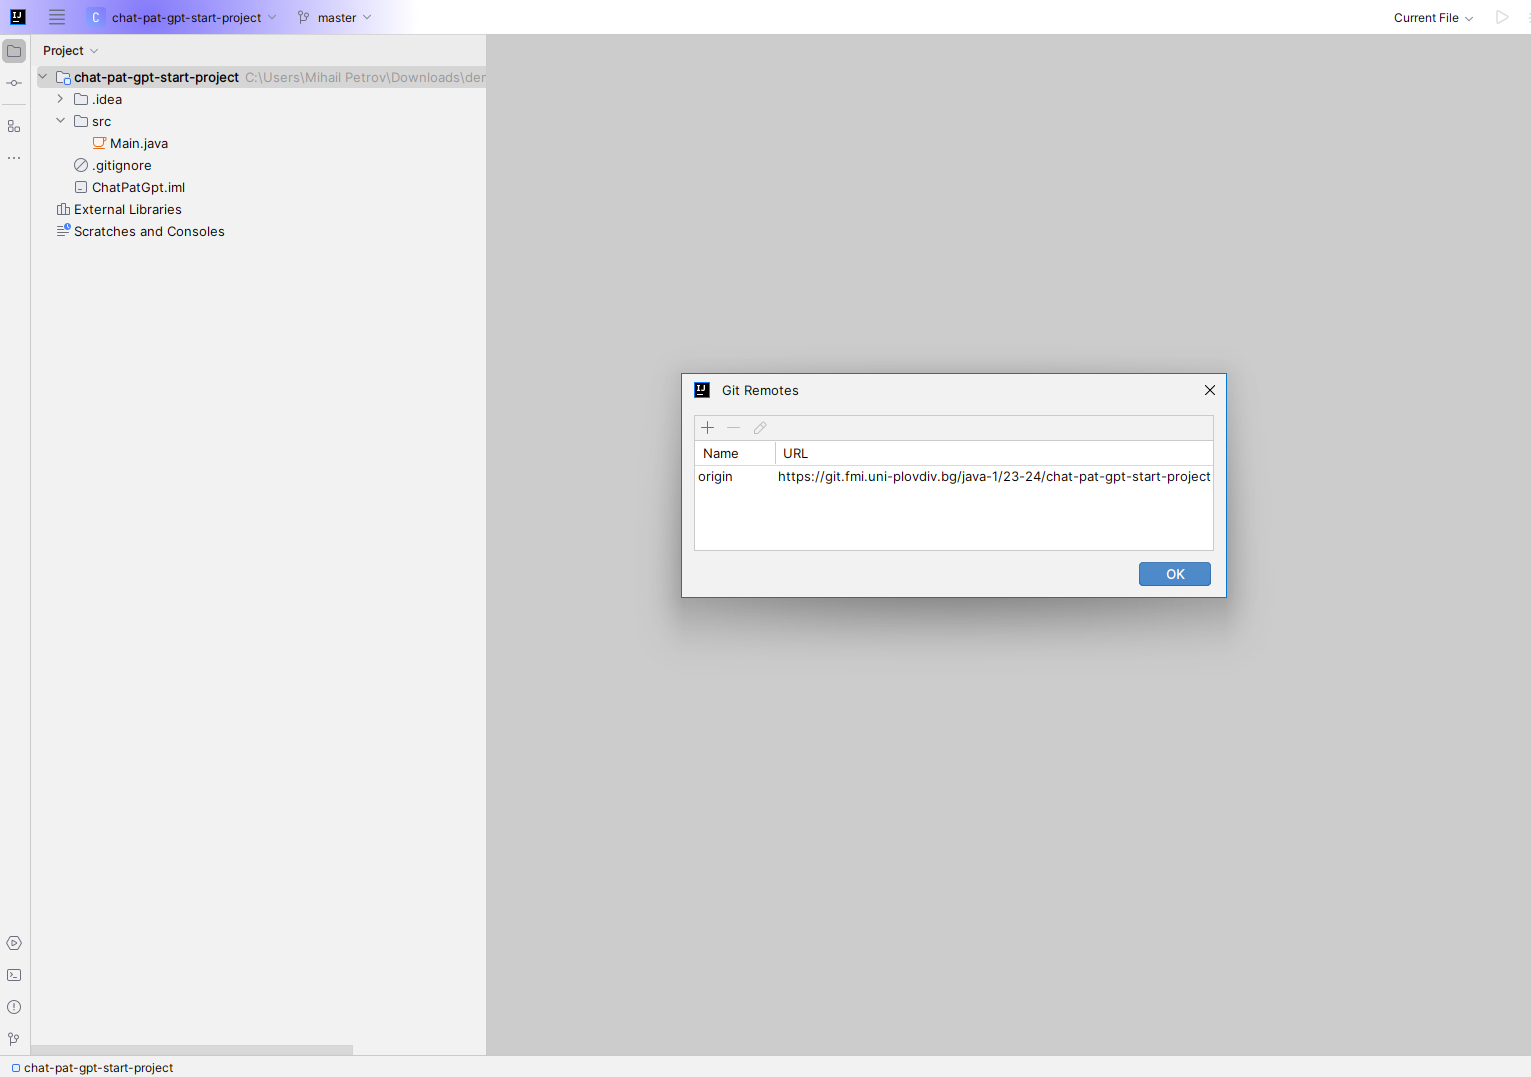 C chat-pat-gpt-start-project master Current File
Project
chat-pat-gpt-start-project C:\Users\Mihail Petrov\Downloads\der
.idea
src
Main.java
.gitignore
ChatPatGpt.iml
External Libraries
Scratches and Consoles
IJ Git Remotes
Name URL
origin https://git.fmi.uni-plovdiv.bg/java-1/23-24/chat-pat-gpt-start-project
OK
chat-pat-gpt-start-project